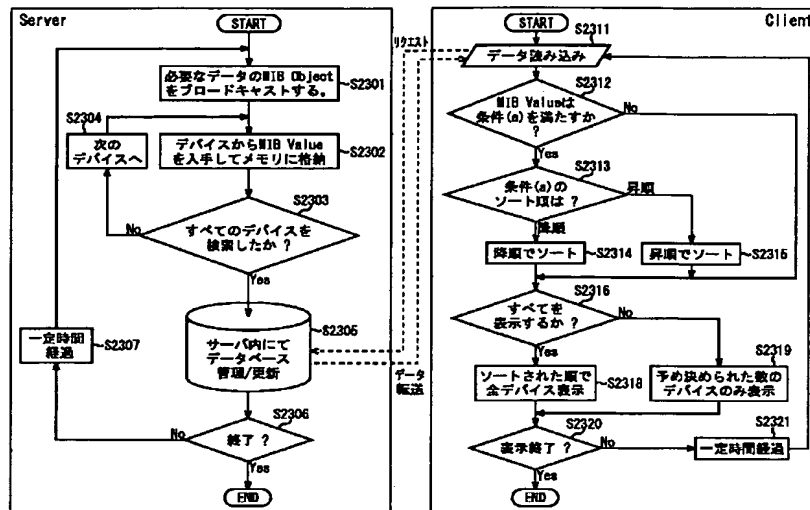 Server
START
必要なデータのMIB Object
をブロードキャストする。
S2301
S2304
次の
デバイスへ
デバイスからMIB Value
を入手してメモリに格納
S2302
S2303
すべてのデバイスを
検索したか ?
No
Yes
S2305
サーバ内にて
データベース
管理/更新
一定時間
経過
S2307
S2306
終了 ?
No
Yes
END
リクエスト
データ
転送
Client
START
S2311
データ読み込み
S2312
MIB Valueは
条件(a)を満たすか
?
No
Yes
S2313
条件(a)の
ソート順は ?
昇順
降順
降順でソート
S2314
昇順でソート
S2315
S2316
すべてを
表示するか ?
No
Yes
S2319
ソートされた順で
全デバイス表示
S2318
予め決められた数の
デバイスのみ表示
S2320
S2321
表示終了 ?
No
一定時間経過
Yes
END